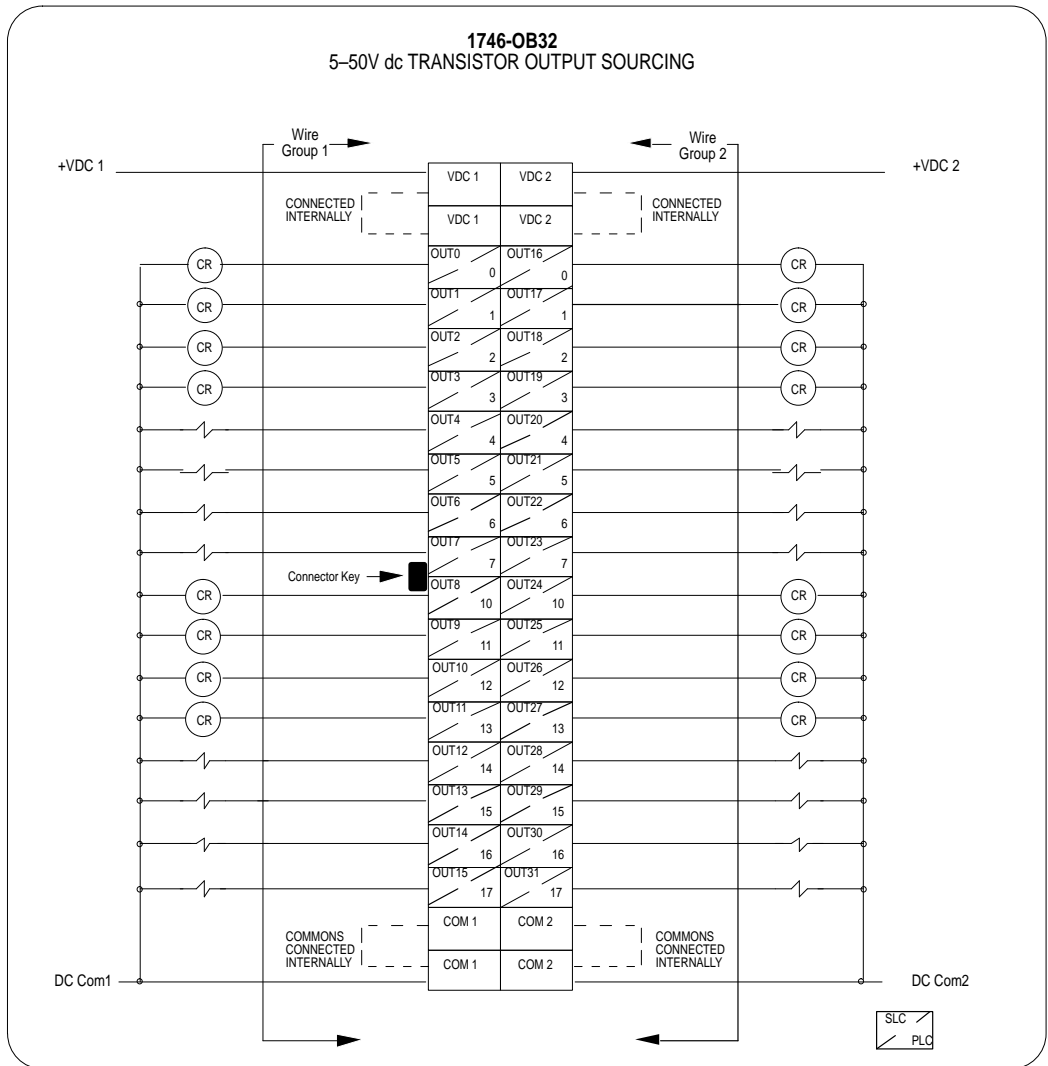 1746-OB32
5–50V dc TRANSISTOR OUTPUT SOURCING
Wire
Group 1
Wire
Group 2
+VDC 1
+VDC 2
VDC 1
VDC 2
CONNECTED
INTERNALLY
CONNECTED
INTERNALLY
VDC 1
VDC 2
CR
OUT0
0
OUT16
0
CR
CR
OUT1
1
OUT17
1
CR
CR
OUT2
2
OUT18
2
CR
CR
OUT3
3
OUT19
3
CR
OUT4
4
OUT20
4
OUT5
5
OUT21
5
OUT6
6
OUT22
6
OUT7
7
OUT23
7
Connector Key
CR
OUT8
10
OUT24
10
CR
CR
OUT9
11
OUT25
11
CR
CR
OUT10
12
OUT26
12
CR
CR
OUT11
13
OUT27
13
CR
OUT12
14
OUT28
14
OUT13
15
OUT29
15
OUT14
16
OUT30
16
OUT15
17
OUT31
17
COM 1
COM 2
COMMONS
CONNECTED
INTERNALLY
COMMONS
CONNECTED
INTERNALLY
COM 1
COM 2
DC Com1
DC Com2
SLC
PLC